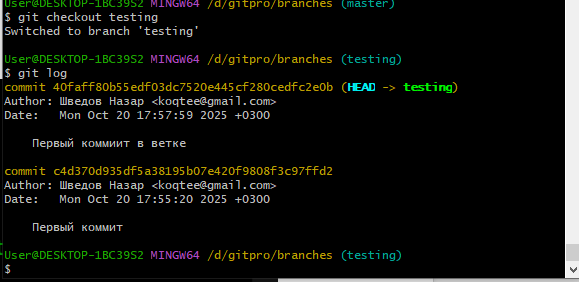 User@DESKTOP-1BC39S2 MINGW64 /d/gitpro/branches (master)
$ git checkout testing
Switched to branch 'testing'
User@DESKTOP-1BC39S2 MINGW64 /d/gitpro/branches (testing)
$ git log
commit 40faff80b55edf03dc7520e445cf280cedfc2e0b (HEAD -> testing)
Author: Шведов Назар <koqtee@gmail.com>
Date:   Mon Oct 20 17:57:59 2025 +0300
Первый коммиит в ветке
commit c4d370d935df5a38195b07e420f9808f3c97ffd2
Author: Шведов Назар <koqtee@gmail.com>
Date:   Mon Oct 20 17:55:20 2025 +0300
Первый коммит
User@DESKTOP-1BC39S2 MINGW64 /d/gitpro/branches (testing)
$